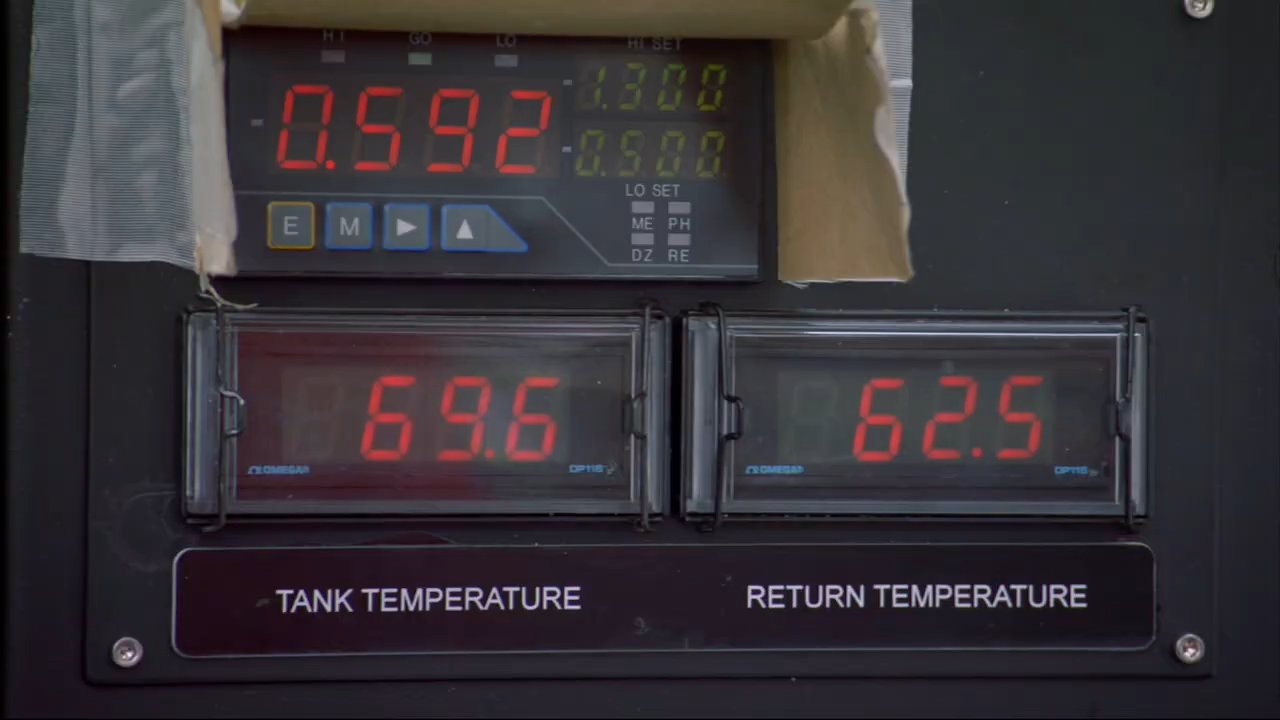 HI GO LO HI SET
0.592 1.300
0.500
LO SET
E M ME PH
DZ RE
69.6 62.5
OMEGA DP116 OMEGA DP116
TANK TEMPERATURE RETURN TEMPERATURE